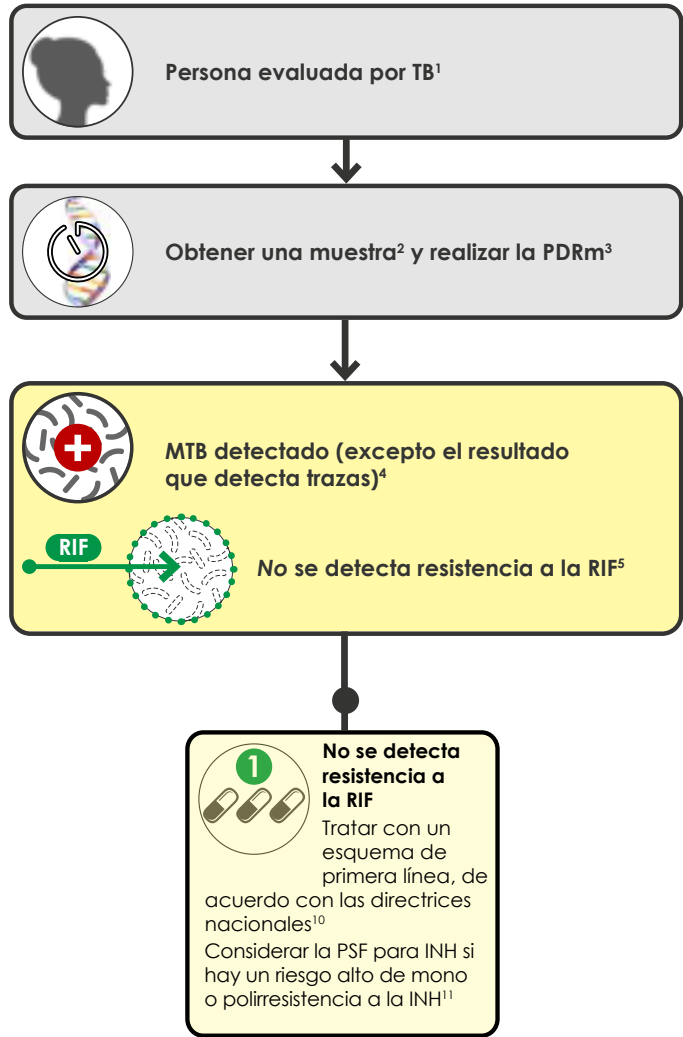 Persona evaluada por TB¹
Obtener una muestra² y realizar la PDRm³
MTB detectado (excepto el resultado
que detecta trazas)⁴
RIF
No se detecta resistencia a la RIF⁵
1
No se detecta
resistencia a
la RIF
Tratar con un
esquema de
primera línea, de
acuerdo con las directrices
nacionales¹⁰
Considerar la PSF para INH si
hay un riesgo alto de mono
o polirresistencia a la INH¹¹